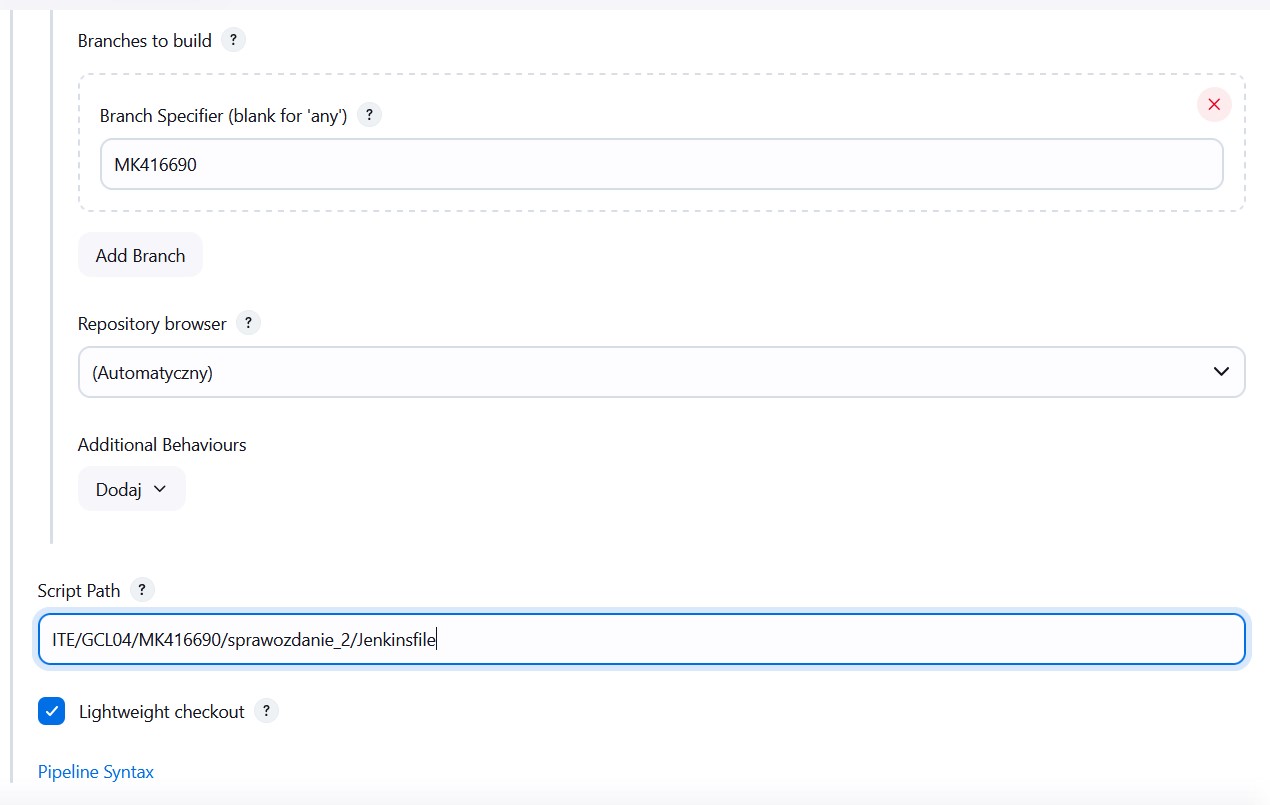 Branches to build ?
Branch Specifier (blank for 'any') ?
MK416690
Add Branch
Repository browser ?
(Automatyczny)
Additional Behaviours
Dodaj
Script Path ?
ITE/GCL04/MK416690/sprawozdanie_2/Jenkinsfile
Lightweight checkout ?
Pipeline Syntax